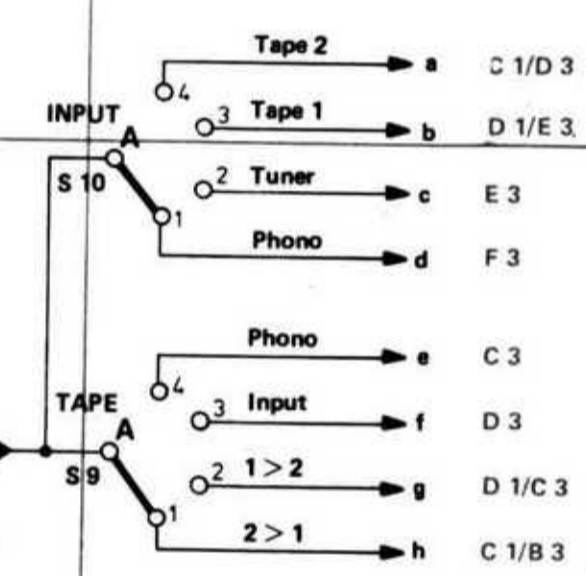 Tape 2 a C 1/D 3
4
INPUT A 3 Tape 1 b D 1/E 3
S 10 2 Tuner c E 3
1
Phono d F 3
Phono e C 3
4
TAPE A 3 Input f D 3
S 9 2 1 > 2 g D 1/C 3
1
2 > 1 h C 1/B 3